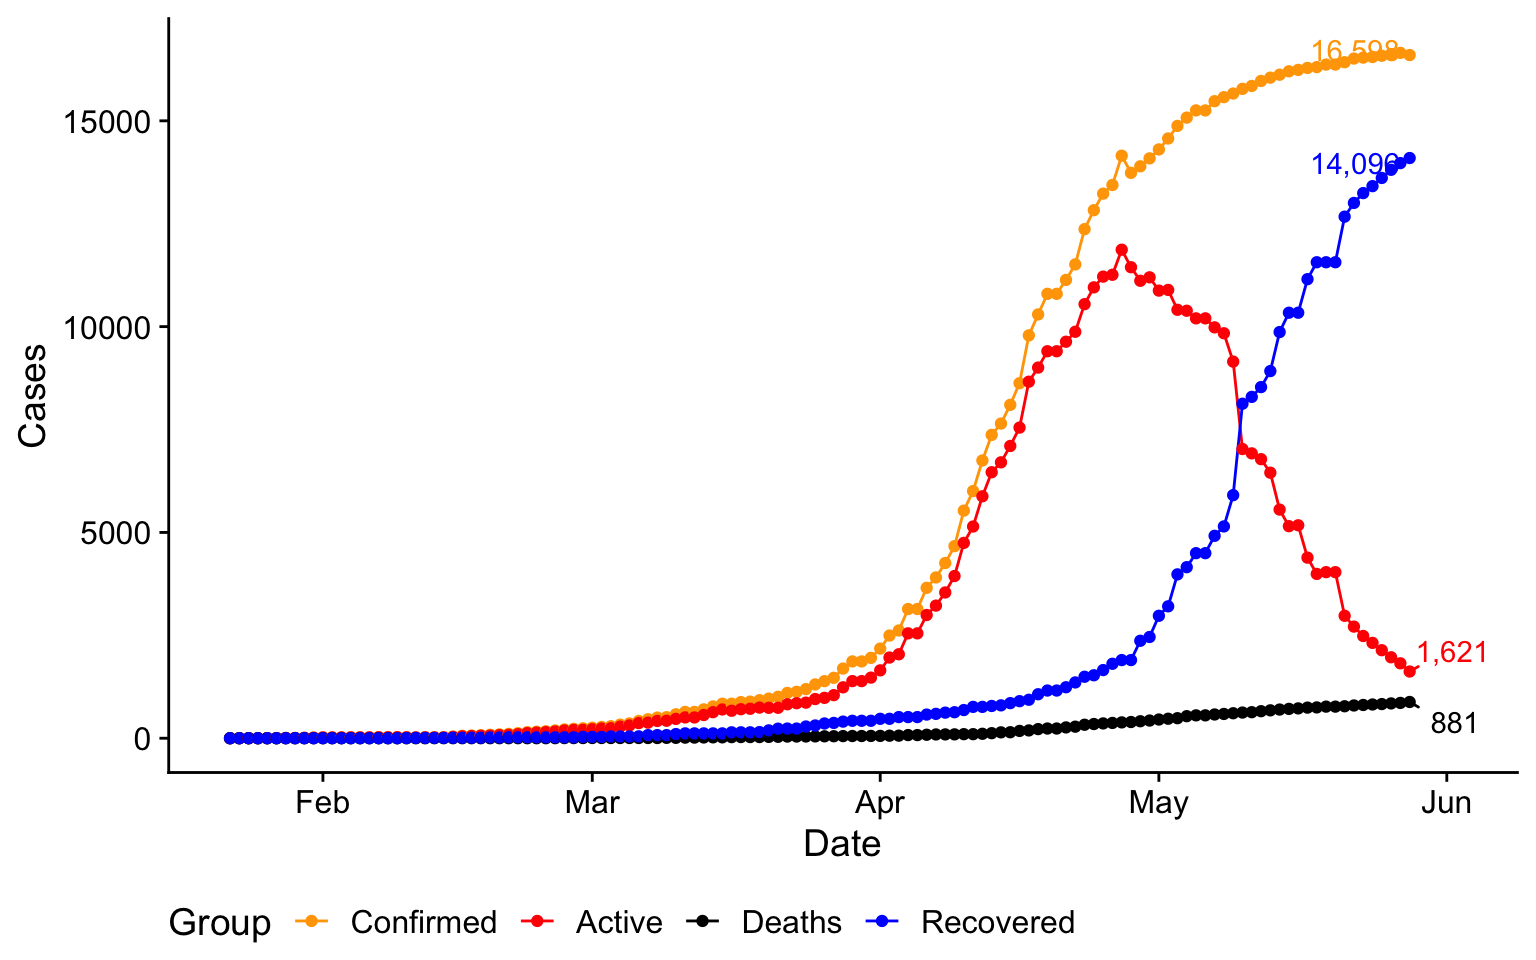 16,598
15000
14,096
10000
Cases
5000
1,621
881
0
Feb Mar Apr May Jun
Date
Group Confirmed Active Deaths Recovered